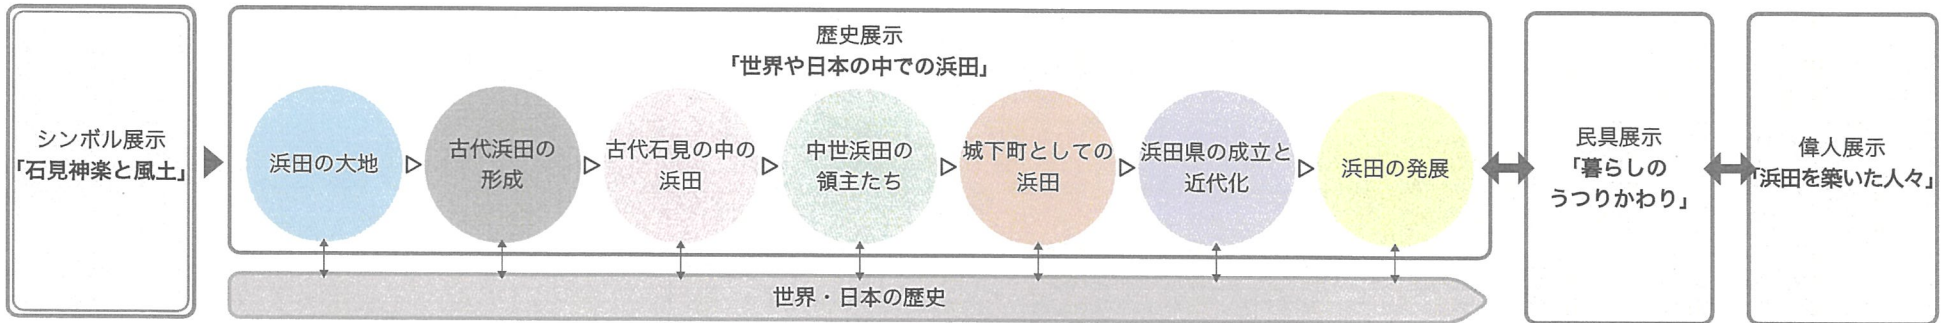 シンボル展示
「石見神楽と風土」
歴史展示
「世界や日本の中での浜田」
浜田の大地
古代浜田の
形成
古代石見の中の
浜田
中世浜田の
領主たち
城下町としての
浜田
浜田県の成立と
近代化
浜田の発展
世界・日本の歴史
民具展示
「暮らしの
うつりかわり」
偉人展示
「浜田を築いた人々」